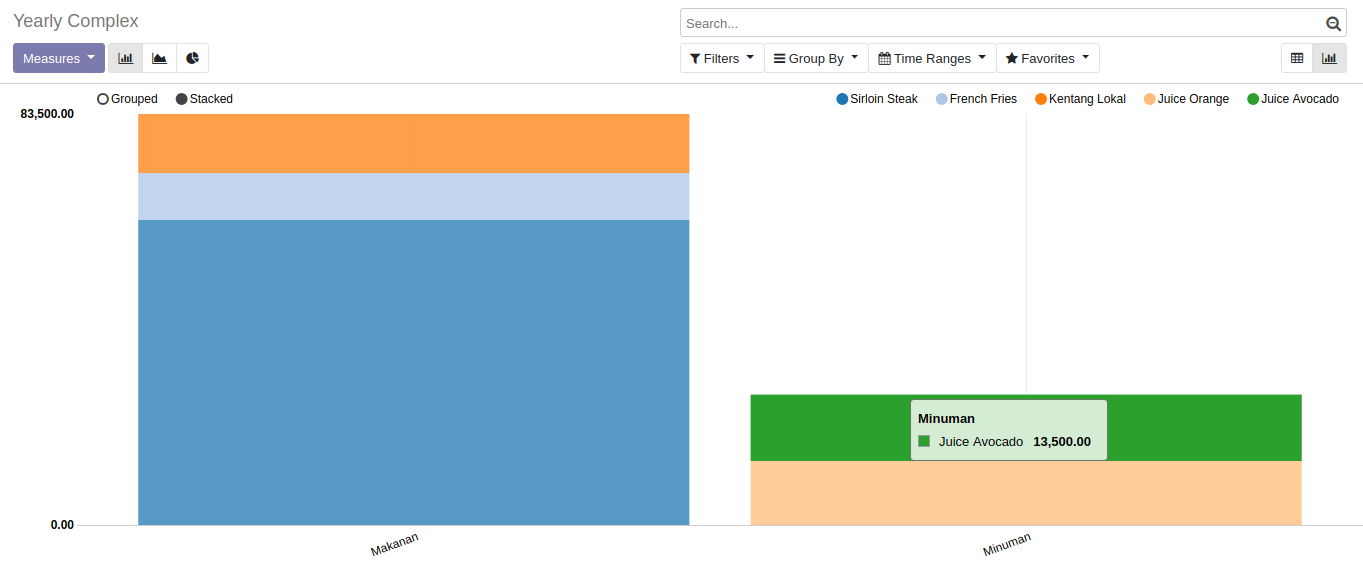 Yearly Complex
Search...
Measures
Filters Group By Time Ranges Favorites
Grouped Stacked
Sirloin Steak French Fries Kentang Lokal Juice Orange Juice Avocado
83,500.00
Minuman
Juice Avocado 13,500.00
0.00
Makanan Minuman